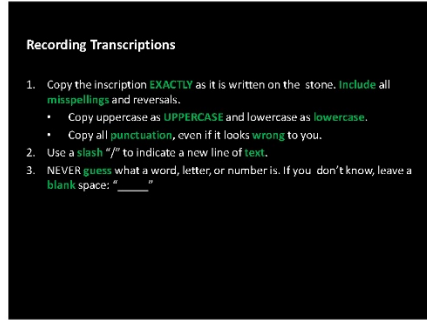 Recording Transcriptions
1. Copy the inscription EXACTLY as it is written on the stone. Include all
misspellings and reversals.
• Copy uppercase as UPPERCASE and lowercase as lowercase.
• Copy all punctuation, even if it looks wrong to you.
2. Use a slash “/” to indicate a new line of text.
3. NEVER guess what a word, letter, or number is. If you don’t know, leave a
blank space: “_____”